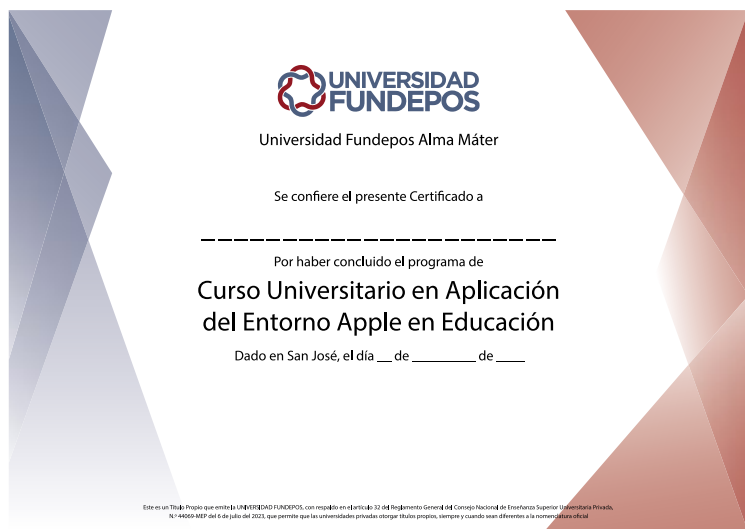 UNIVERSIDAD
FUNDEPOS
Universidad Fundepos Alma Máter
Se confiere el presente Certificado a
Por haber concluido el programa de
Curso Universitario en Aplicación
del Entorno Apple en Educación
Dado en San José, el día __ de ________ de ____
Este es un Título Propio que emite la UNIVERSIDAD FUNDEPOS, con respaldo en el artículo 32 del Reglamento General del Consejo Nacional de Enseñanza Superior Universitaria Privada,
N.º 44069-MEP del 6 de julio del 2023, que permite que las universidades privadas otorgar títulos propios, siempre y cuando sean diferentes a la nomenclatura oficial